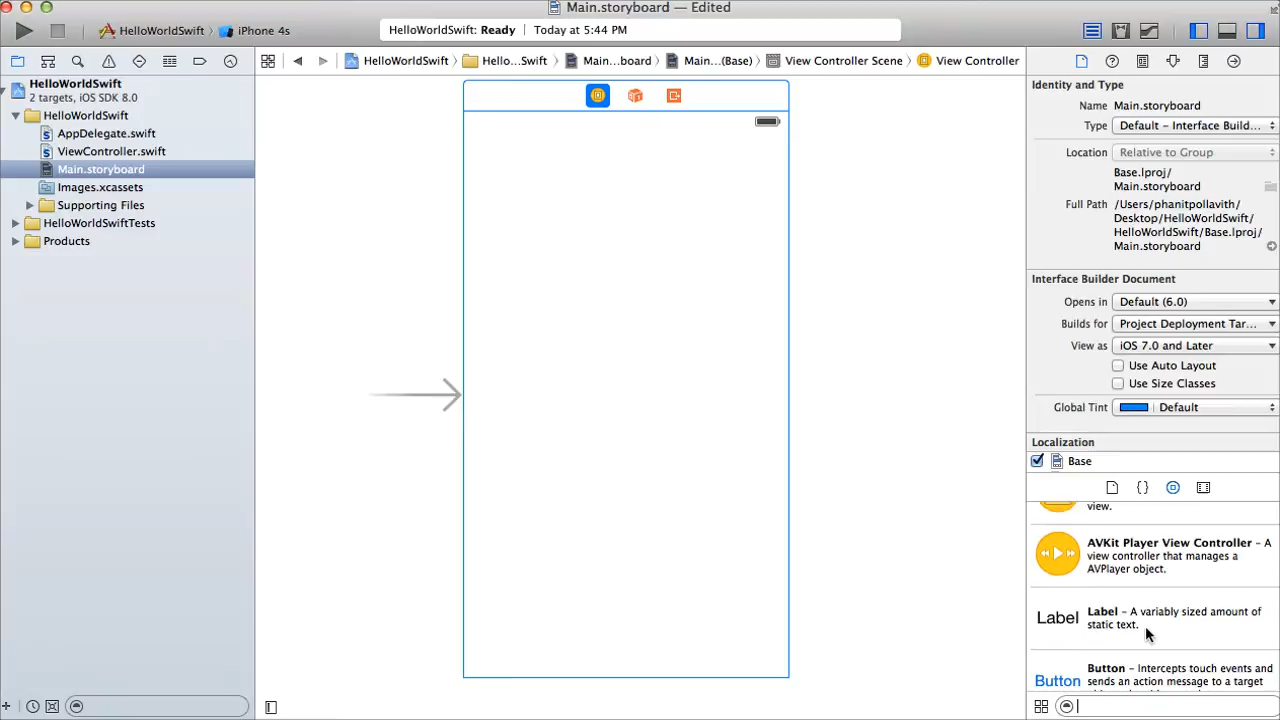 Main.storyboard — Edited
HelloWorldSwift
iPhone 4s
HelloWorldSwift: Ready
Today at 5:44 PM
HelloWorldSwift
Hello...Swift
Main...board
Main...(Base)
View Controller Scene
View Controller
HelloWorldSwift
2 targets, iOS SDK 8.0
HelloWorldSwift
AppDelegate.swift
ViewController.swift
Main.storyboard
Images.xcassets
Supporting Files
HelloWorldSwiftTests
Products
Identity and Type
Name Main.storyboard
Type Default – Interface Build...
Location Relative to Group
Base.lproj/
Main.storyboard
Full Path /Users/phanitpollavith/
Desktop/HelloWorldSwift/
HelloWorldSwift/Base.lproj/
Main.storyboard
Interface Builder Document
Opens in Default (6.0)
Builds for Project Deployment Tar...
View as iOS 7.0 and Later
Use Auto Layout
Use Size Classes
Global Tint Default
Localization
Base
view.
AVKit Player View Controller – A
view controller that manages a
AVPlayer object.
Label
Label – A variably sized amount of
static text.
Button
Button – Intercepts touch events and
sends an action message to a target